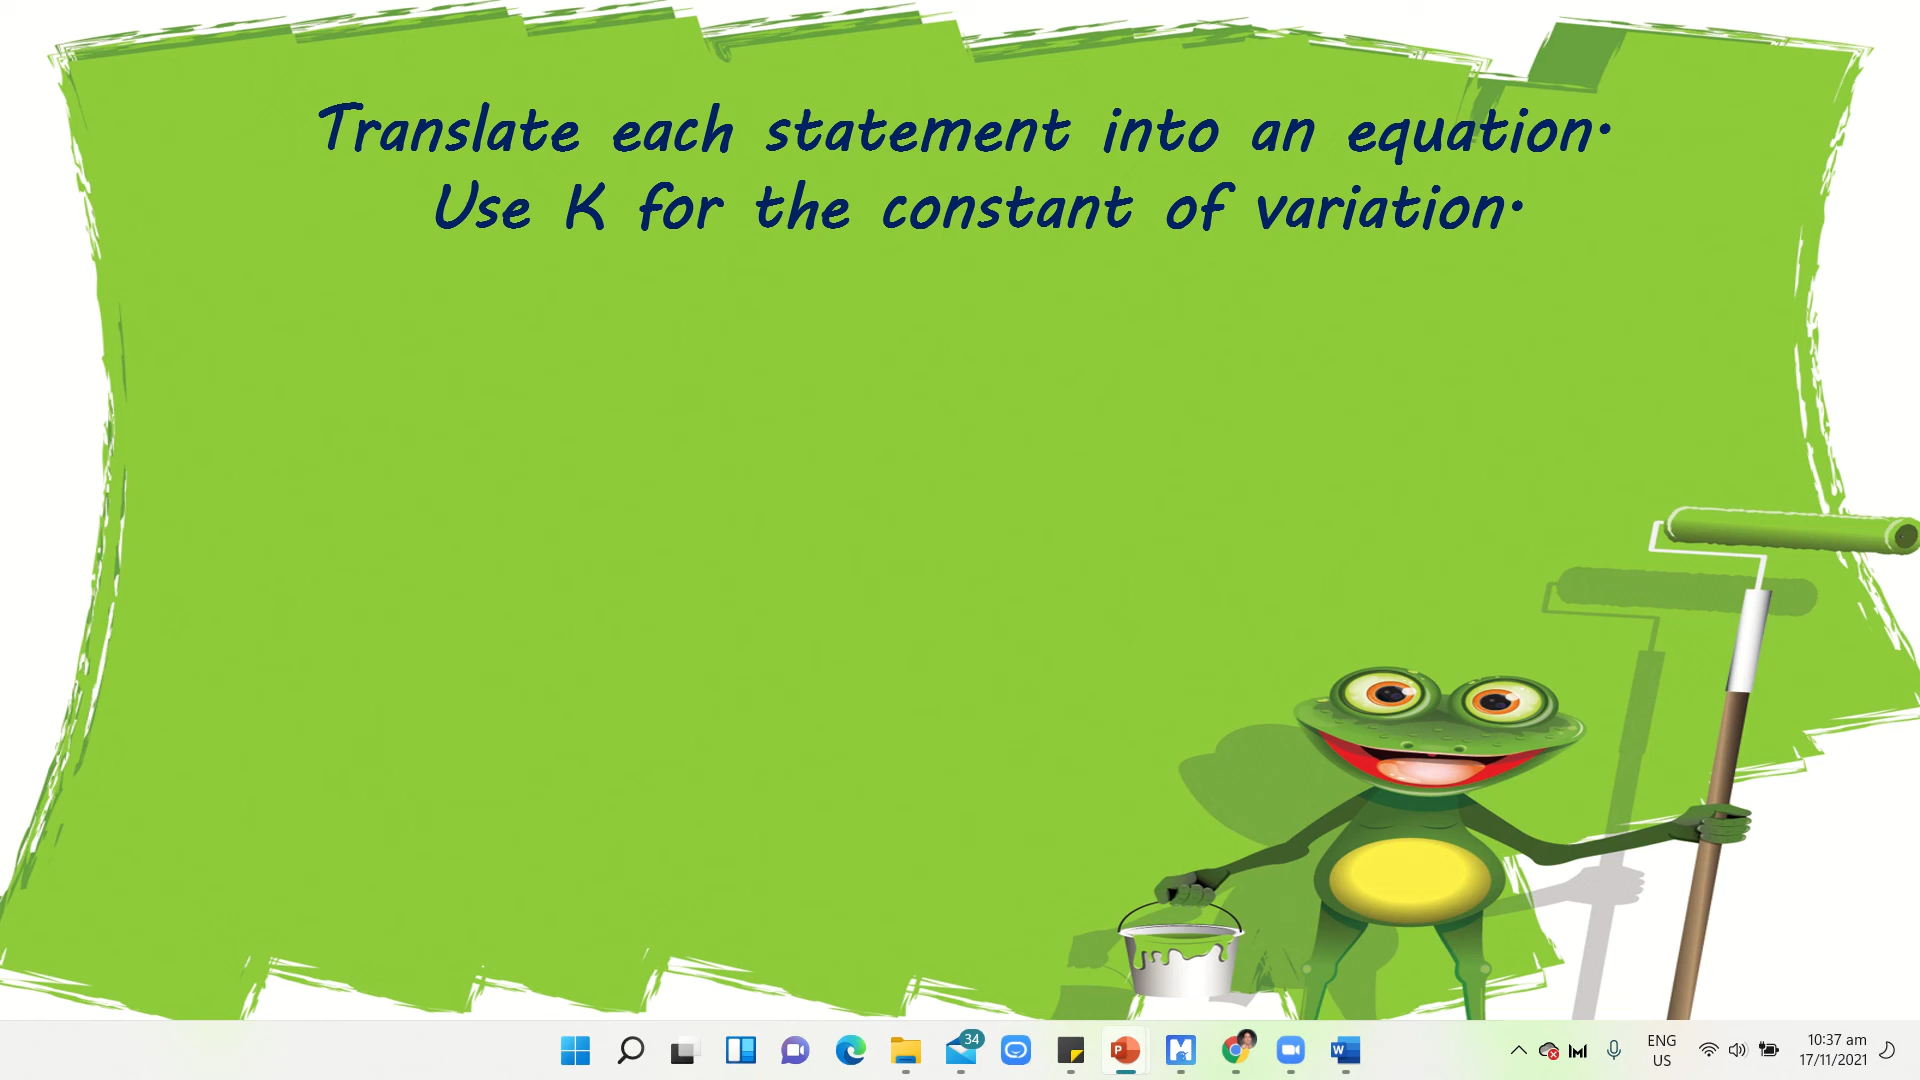 Translate each statement into an equation.
Use K for the constant of variation.
34
P
W
ENG
US
10:37 am
17/11/2021